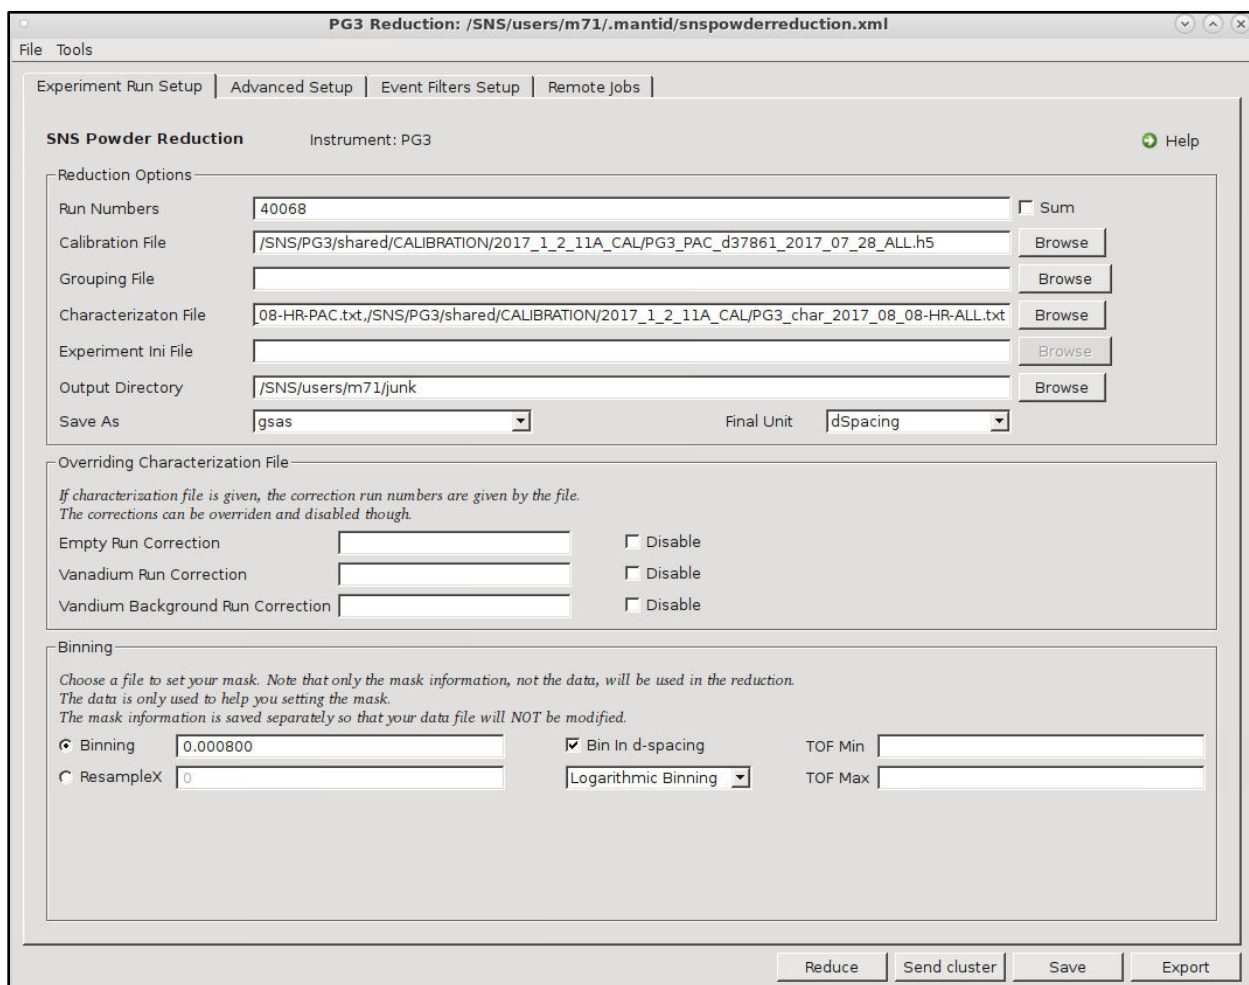 PG3 Reduction: /SNS/users/m71/.mantid/snspowderreduction.xml
File Tools
Experiment Run Setup Advanced Setup Event Filters Setup Remote Jobs
SNS Powder Reduction Instrument: PG3 Help
Reduction Options
Run Numbers 40068 Sum
Calibration File /SNS/PG3/shared/CALIBRATION/2017_1_2_11A_CAL/PG3_PAC_d37861_2017_07_28_ALL.h5 Browse
Grouping File Browse
Characterizaton File _08-HR-PAC.txt,/SNS/PG3/shared/CALIBRATION/2017_1_2_11A_CAL/PG3_char_2017_08_08-HR-ALL.txt Browse
Experiment Ini File Browse
Output Directory /SNS/users/m71/junk Browse
Save As gsas Final Unit dSpacing
Overriding Characterization File
If characterization file is given, the correction run numbers are given by the file.
The corrections can be overriden and disabled though.
Empty Run Correction Disable
Vanadium Run Correction Disable
Vandium Background Run Correction Disable
Binning
Choose a file to set your mask. Note that only the mask information, not the data, will be used in the reduction.
The data is only used to help you setting the mask.
The mask information is saved separately so that your data file will NOT be modified.
Binning 0.000800 Bin In d-spacing TOF Min
ResampleX 0 Logarithmic Binning TOF Max
Reduce Send cluster Save Export